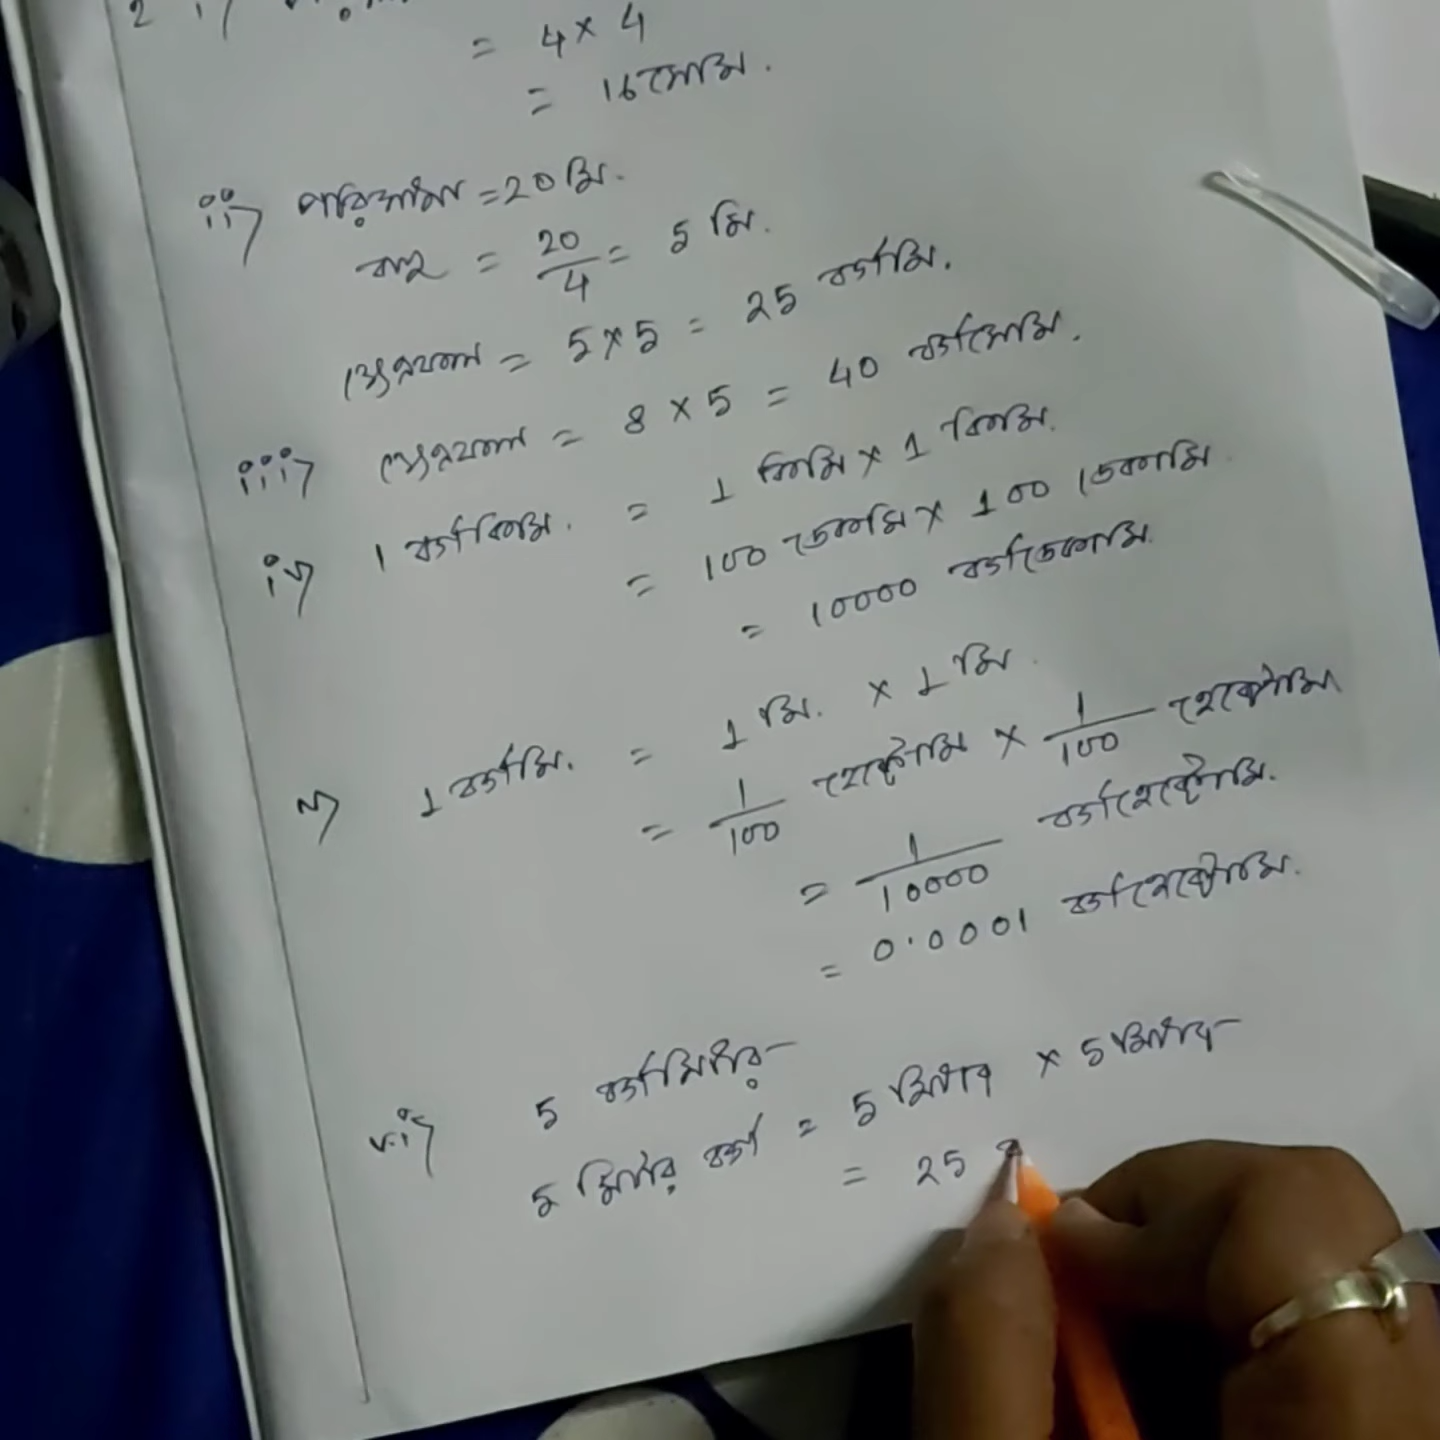 2 i)
= 4 × 4
= 16 সেমি.
ii) পরিসীমা = 20 মি.
বাহু = 20/4 = 5 মি.
ক্ষেত্রফল = 5 × 5 = 25 বর্গমি.
iii) ক্ষেত্রফল = 8 × 5 = 40 বর্গসেমি.
iv) 1 বর্গকিমি. = 1 কিমি × 1 কিমি.
= 100 ডেকামি × 100 ডেকামি
= 10000 বর্গডেকামি.
v) 1 বর্গমি. = 1 মি. × 1 মি.
= 1/100 হেক্টোমি × 1/100 হেক্টোমি
= 1/10000 বর্গহেক্টোমি.
= 0.0001 বর্গহেক্টোমি.
vi) 5 বর্গমিটার
5 মিটার বর্গ = 5 মিটার × 5 মিটার
= 25